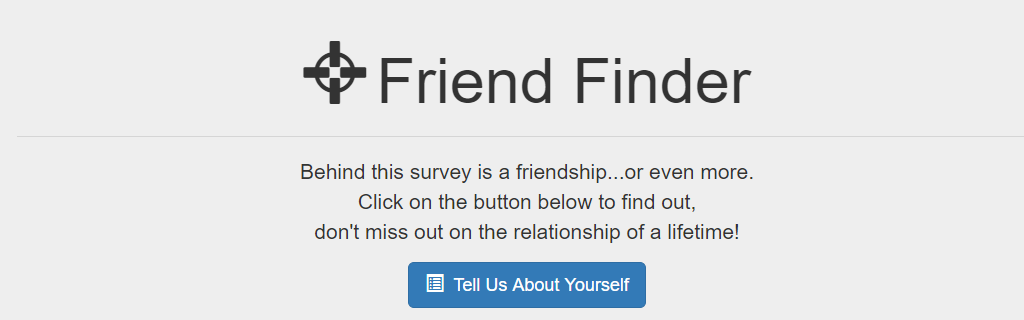 Friend Finder
Behind this survey is a friendship...or even more.
Click on the button below to find out,
don't miss out on the relationship of a lifetime!
Tell Us About Yourself